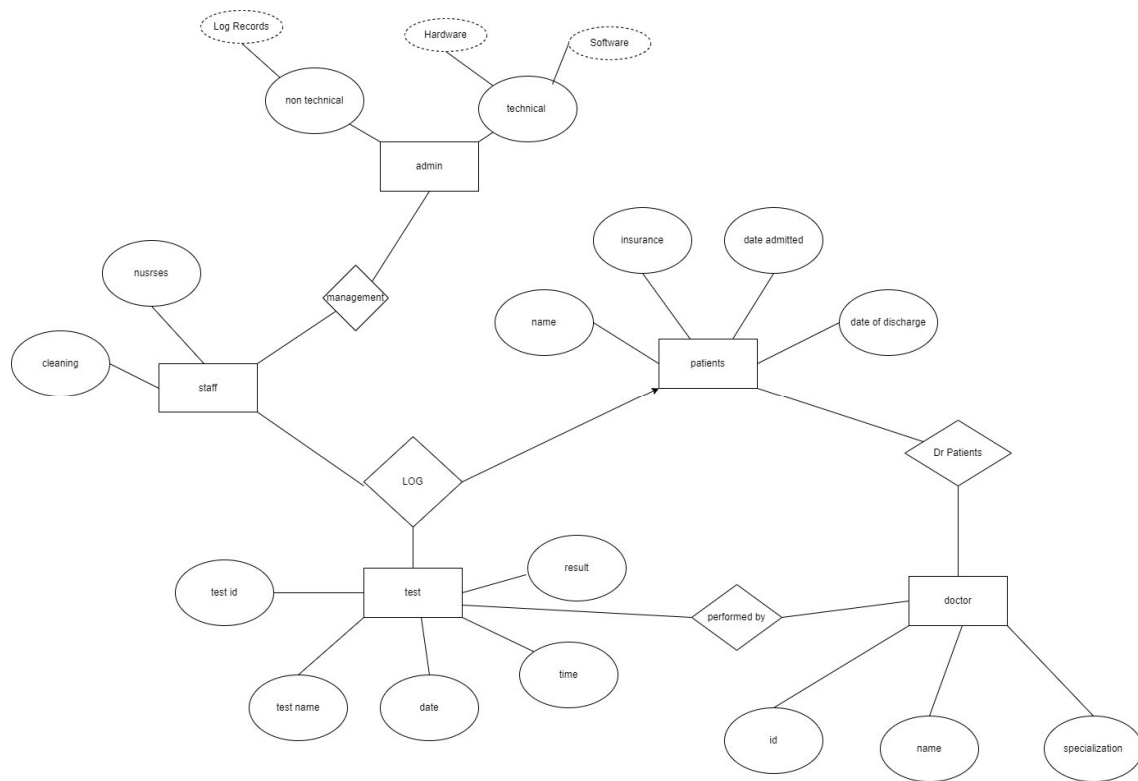 Log Records
Hardware
Software
non technical
technical
admin
insurance
date admitted
nusrses
management
name
date of discharge
cleaning
patients
staff
Dr Patients
LOG
result
test id
test
doctor
performed by
time
test name
date
id
name
specialization